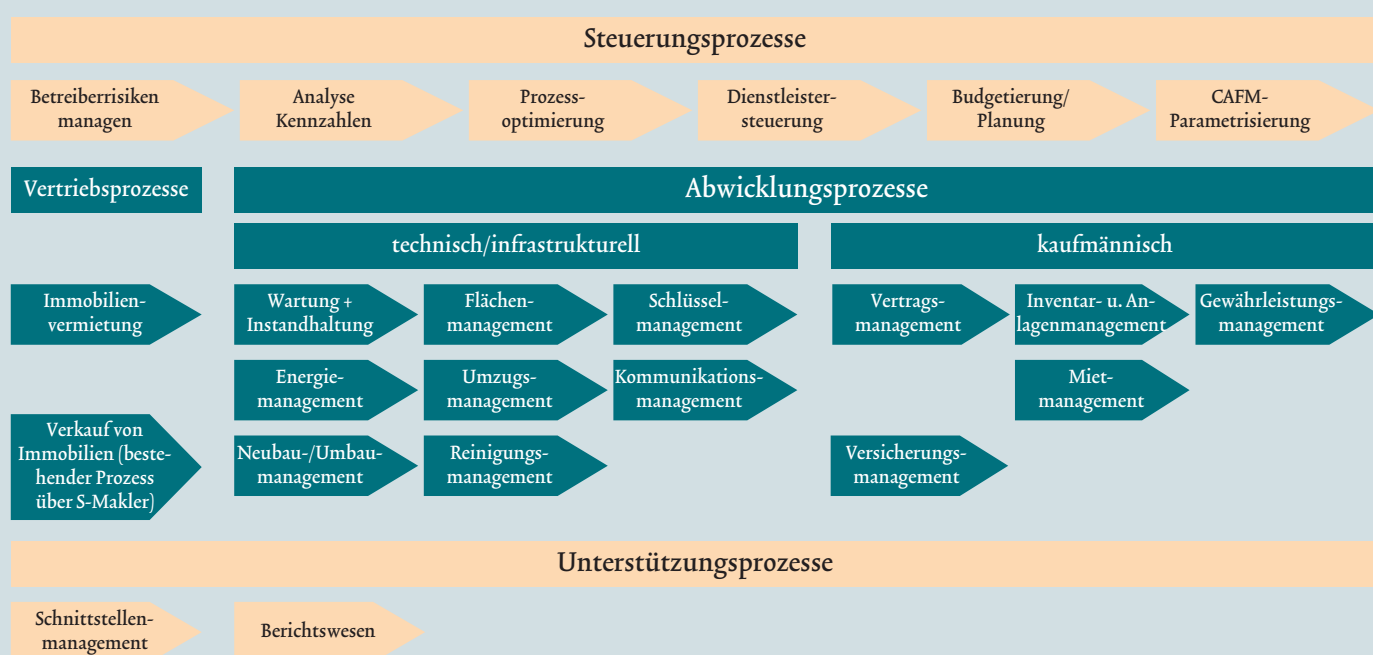 Steuerungsprozesse
Betreiberrisiken
managen
Analyse
Kennzahlen
Prozess-
optimierung
Dienstleister-
steuerung
Budgetierung/
Planung
CAFM-
Parametrisierung
Vertriebsprozesse
Abwicklungsprozesse
technisch/infrastrukturell
kaufmännisch
Immobilien-
vermietung
Wartung +
Instandhaltung
Flächen-
management
Schlüssel-
management
Vertrags-
management
Inventar- u. An-
lagenmanagement
Gewährleistungs-
management
Energie-
management
Umzugs-
management
Kommunikations-
management
Miet-
management
Verkauf von
Immobilien (beste-
hender Prozess
über S-Makler)
Neubau-/Umbau-
management
Reinigungs-
management
Versicherungs-
management
Unterstützungsprozesse
Schnittstellen-
management
Berichtswesen